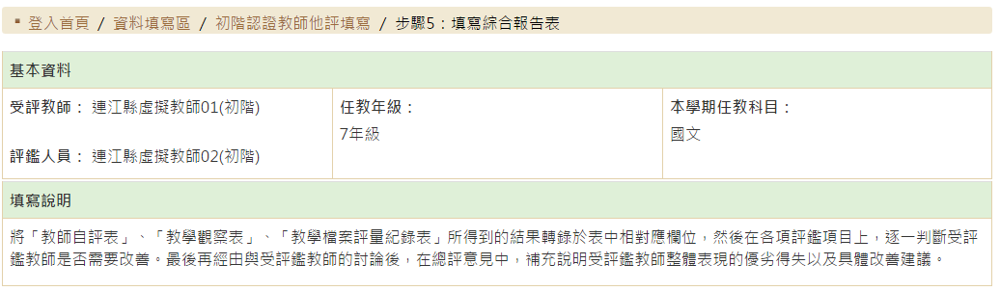 登入首頁 / 資料填寫區 / 初階認證教師他評填寫 / 步驟5：填寫綜合報告表
基本資料
受評教師： 連江縣虛擬教師01(初階)
評鑑人員： 連江縣虛擬教師02(初階)
任教年級：
7年級
本學期任教科目：
國文
填寫說明
將「教師自評表」、「教學觀察表」、「教學檔案評量紀錄表」所得到的結果轉錄於表中相對應欄位，然後在各項評鑑項目上，逐一判斷受評
鑑教師是否需要改善。最後再經由與受評鑑教師的討論後，在總評意見中，補充說明受評鑑教師整體表現的優劣得失以及具體改善建議。